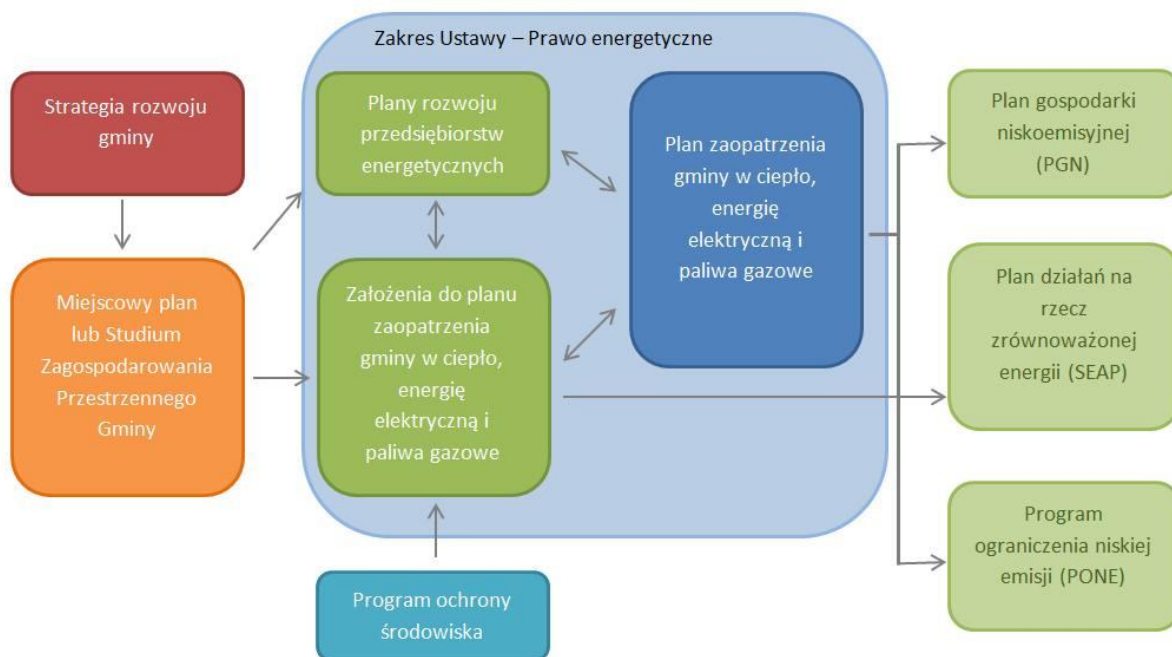 Zakres Ustawy – Prawo energetyczne
Strategia rozwoju
gminy
Miejscowy plan
lub Studium
Zagospodarowania
Przestrzennego
Gminy
Plany rozwoju
przedsiębiorstw
energetycznych
Założenia do planu
zaopatrzenia
gminy w ciepło,
energię
elektryczną i
paliwa gazowe
Program ochrony
środowiska
Plan zaopatrzenia
gminy w ciepło,
energię
elektryczną i
paliwa gazowe
Plan gospodarki
niskoemisyjnej
(PGN)
Plan działań na
rzecz
zrównoważonej
energii (SEAP)
Program
ograniczenia niskiej
emisji (PONE)